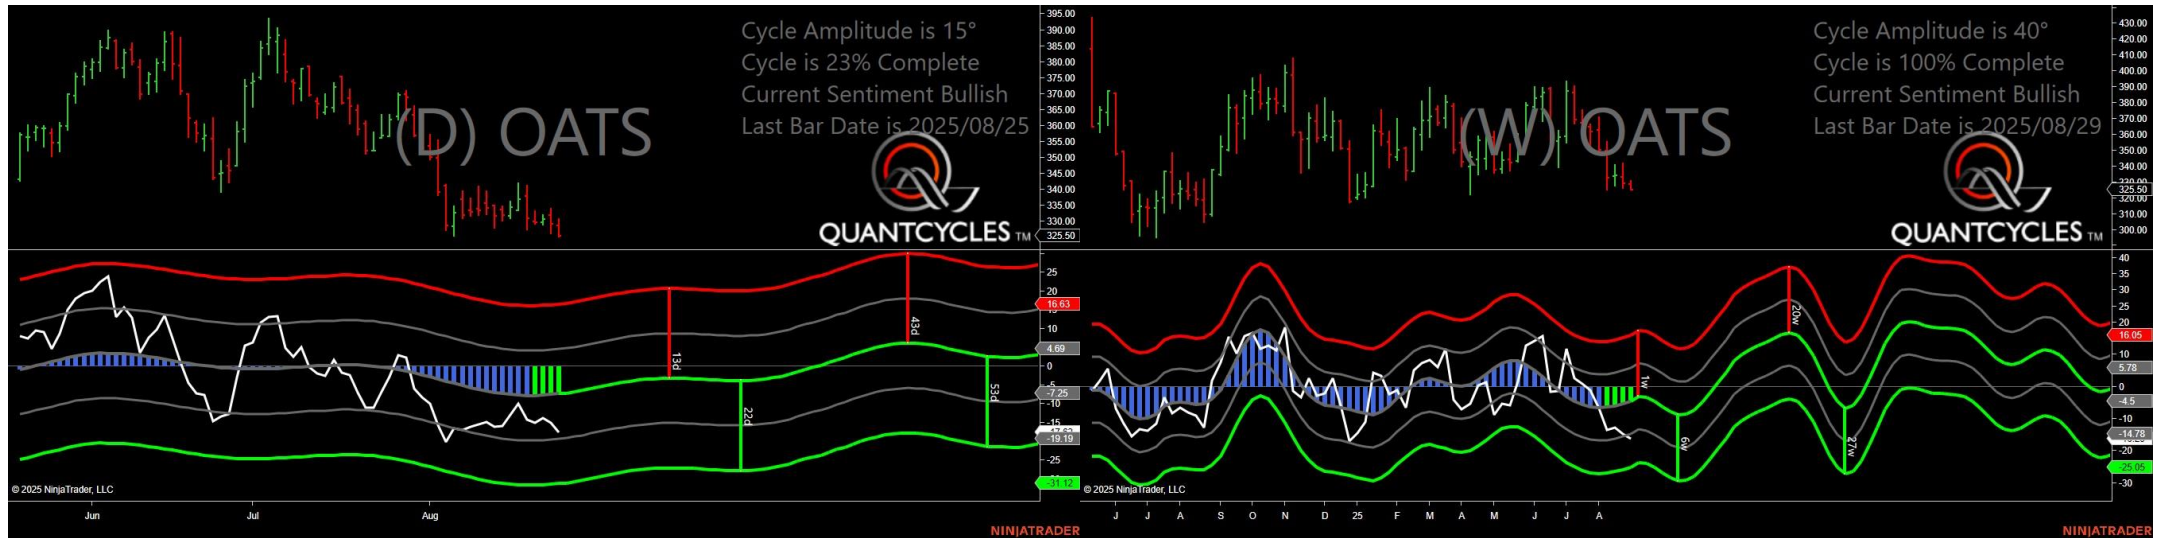 Cycle Amplitude is 15°
Cycle is 23% Complete
Current Sentiment Bullish
Last Bar Date is 2025/08/25
(D) OATS
QUANTCYCLES TM
395.00
390.00
385.00
380.00
375.00
370.00
365.00
360.00
355.00
350.00
345.00
340.00
335.00
330.00
325.50
25
20
16.63
10
4.69
0
-7.25
-10
-15
-19.19
-25
-31.12
13d
22d
43d
53d
© 2025 NinjaTrader, LLC
Jun
Jul
Aug
NINJATRADER
Cycle Amplitude is 40°
Cycle is 100% Complete
Current Sentiment Bullish
Last Bar Date is 2025/08/29
(W) OATS
QUANTCYCLES TM
430.00
420.00
410.00
400.00
390.00
380.00
370.00
360.00
350.00
340.00
325.50
310.00
300.00
40
35
30
25
20
16.05
10
5.78
0
-4.5
-10
-14.78
-20
-25.05
-30
1w
6w
20w
27w
© 2025 NinjaTrader, LLC
J J A S O N D 25 F M A M J J A
NINJATRADER